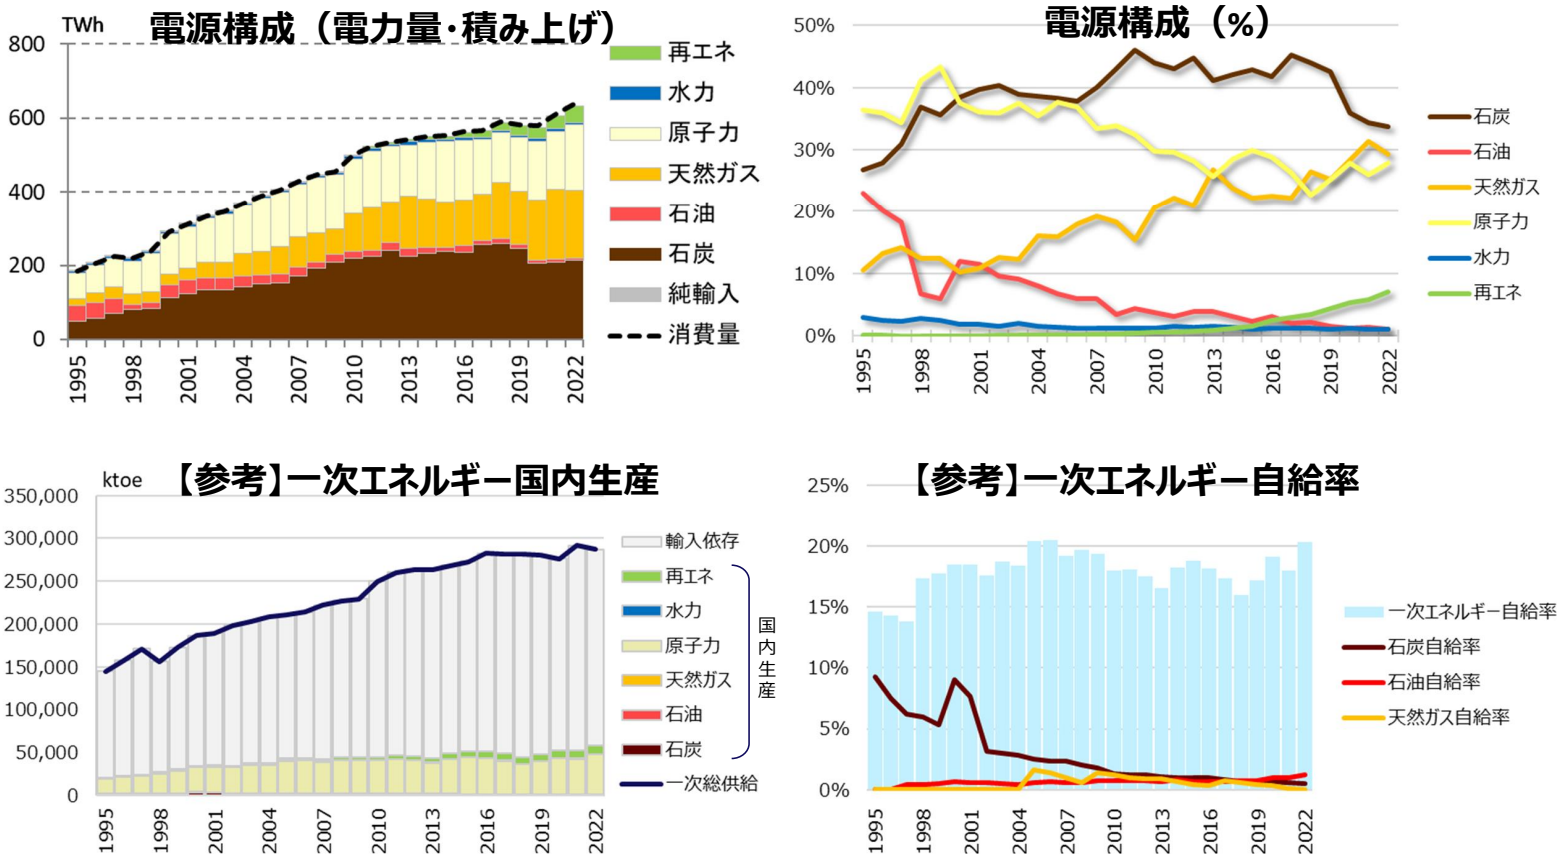 電源構成（電力量･積み上げ）
TWh
800
600
400
200
0
1995
1998
2001
2004
2007
2010
2013
2016
2019
2022
再エネ
水力
原子力
天然ガス
石油
石炭
純輸入
消費量
電源構成（%）
50%
40%
30%
20%
10%
0%
1995
1998
2001
2004
2007
2010
2013
2016
2019
2022
石炭
石油
天然ガス
原子力
水力
再エネ
【参考】一次エネルギー国内生産
ktoe
350,000
300,000
250,000
200,000
150,000
100,000
50,000
0
1995
1998
2001
2004
2007
2010
2013
2016
2019
2022
輸入依存
再エネ
水力
原子力
天然ガス
石油
石炭
一次総供給
国内生産
【参考】一次エネルギー自給率
25%
20%
15%
10%
5%
0%
1995
1998
2001
2004
2007
2010
2013
2016
2019
2022
一次エネルギー自給率
石炭自給率
石油自給率
天然ガス自給率